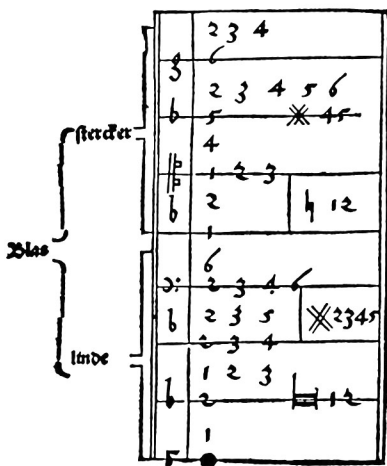 2 3 4
g 6
2 3 4 5 6
b 5 45
ſtercker
4
1 2 3
b 2 12
1
Blas
6
2 3 4 6
b 2 3 5 2345
2 3 4
linde
1 2 3
b 2 12
1